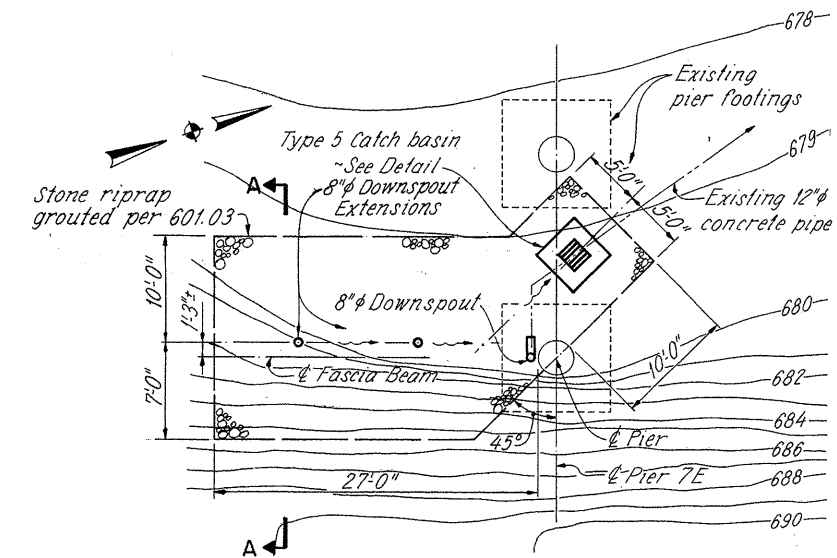 678
Existing
pier footings
679
Type 5 Catch basin
~See Detail
8"ϕ Downspout
Extensions
A
Stone riprap
grouted per 601.03
5'-0"
5'-0"
Existing 12"ϕ
concrete pipe
10'-0"
1'-3"±
7'-0"
8"ϕ Downspout
℄ Fascia Beam
680
10'-0"
682
684
45°
℄ Pier
686
℄ Pier 7E
688
27'-0"
690
A